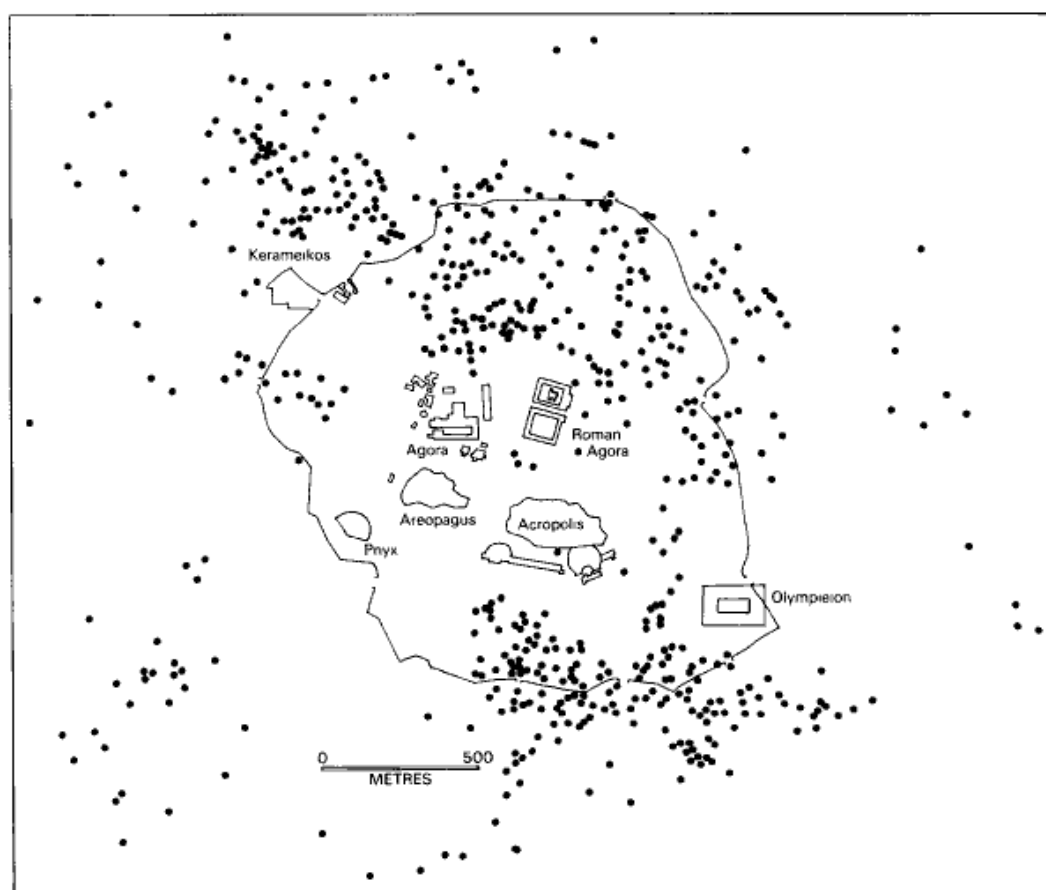 Kerameikos
Agora
Roman
Agora
Areopagus
Acropolis
Pnyx
Olympieion
0 500
METRES